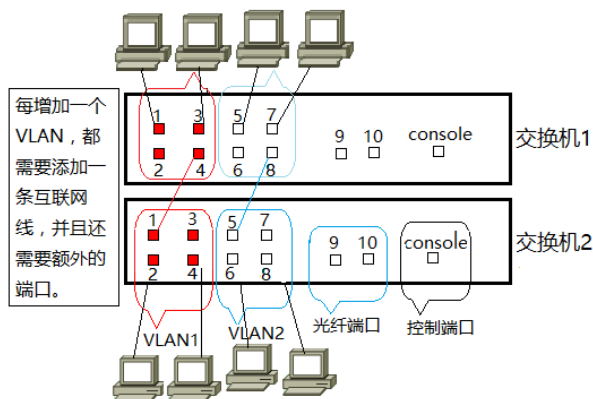 每增加一个
VLAN，都
需要添加一
条互联网
线，并且还
需要额外的
端口。
1 3 5 7
9 10 console
2 4 6 8
交换机1
1 3 5 7
9 10 console
2 4 6 8
交换机2
VLAN1 VLAN2 光纤端口 控制端口